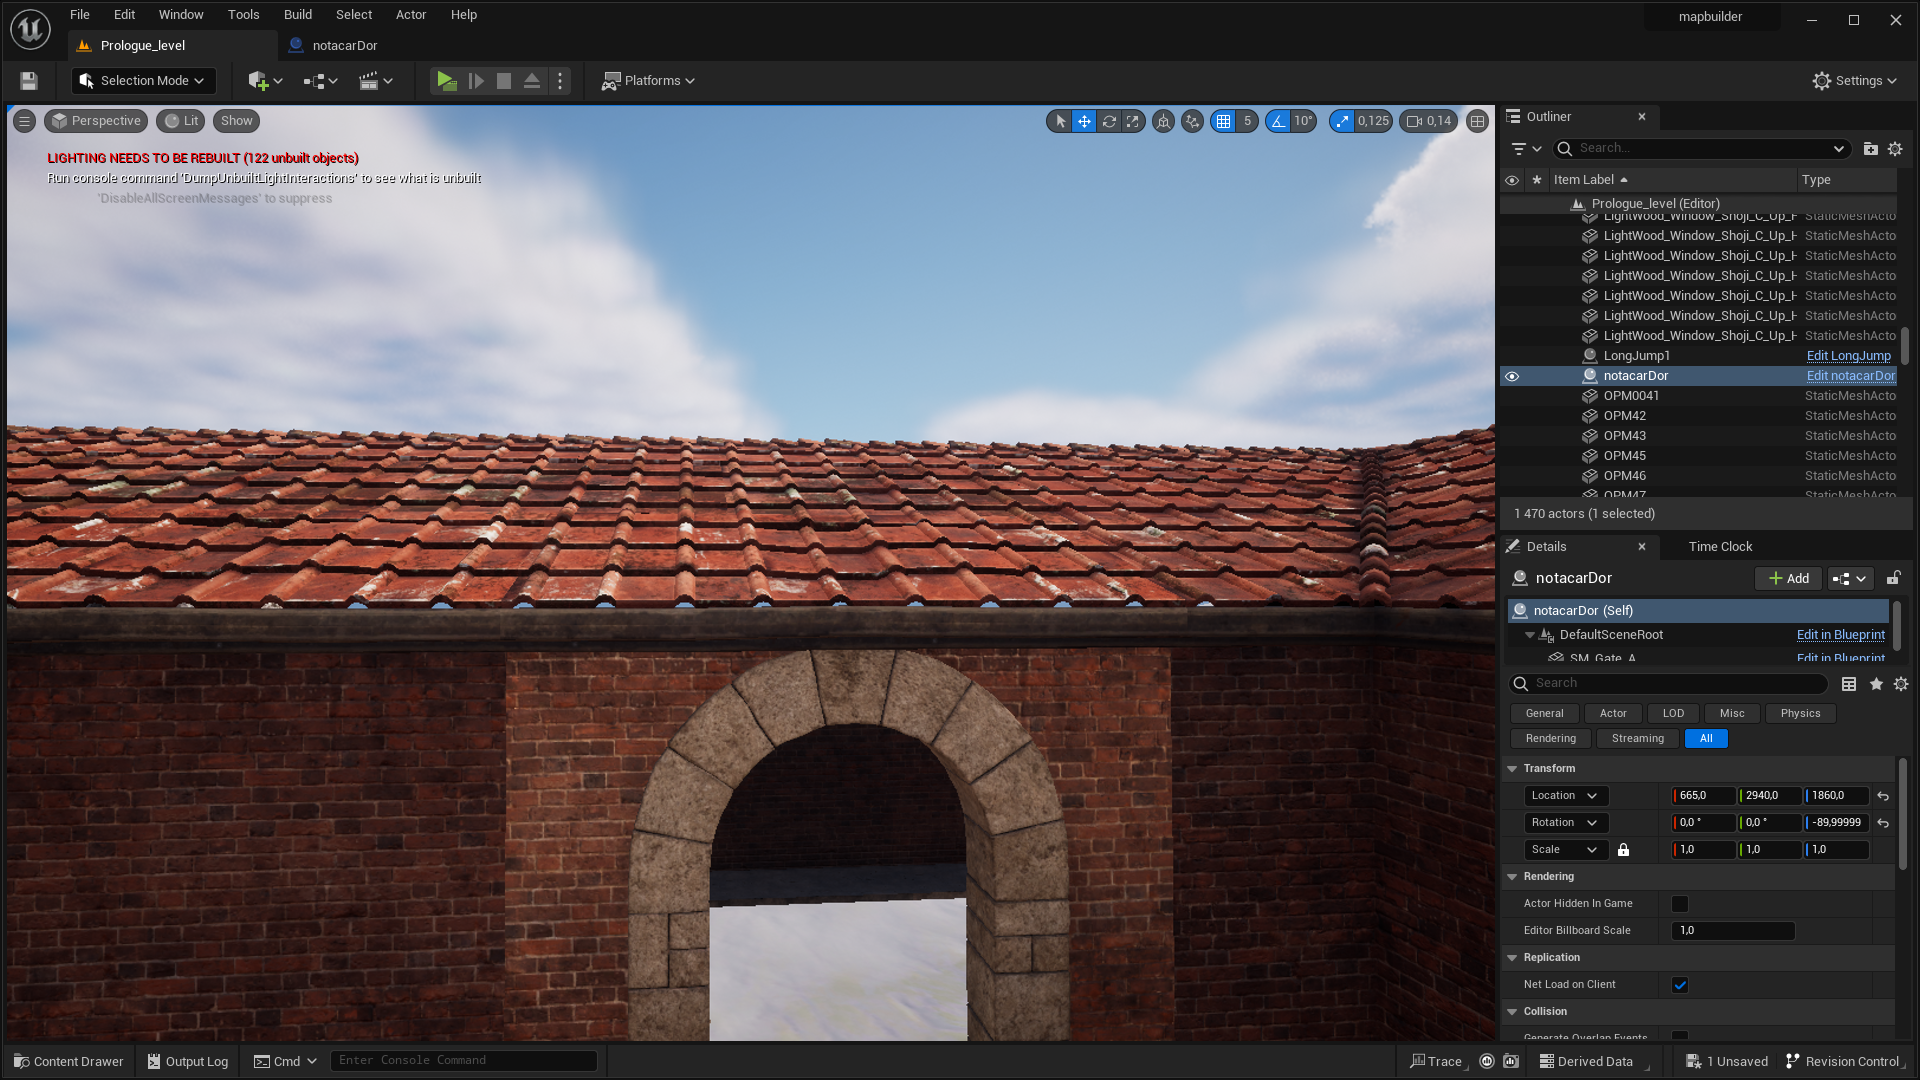 File Edit Window Tools Build Select Actor Help
mapbuilder
Prologue_level
notacarDor
Selection Mode
Platforms
Settings
Perspective
Lit
Show
5
10°
0,125
0,14
LIGHTING NEEDS TO BE REBUILT (122 unbuilt objects)
Run console command 'DumpUnbuiltLightInteractions' to see what is unbuilt
'DisableAllScreenMessages' to suppress
Outliner
Search...
Item Label
Type
Prologue_level (Editor)
LightWood_Window_Shoji_C_Up_H StaticMeshActo
LightWood_Window_Shoji_C_Up_H StaticMeshActo
LightWood_Window_Shoji_C_Up_H StaticMeshActo
LightWood_Window_Shoji_C_Up_H StaticMeshActo
LightWood_Window_Shoji_C_Up_H StaticMeshActo
LightWood_Window_Shoji_C_Up_H StaticMeshActo
LightWood_Window_Shoji_C_Up_H StaticMeshActo
LongJump1 Edit LongJump
notacarDor Edit notacarDor
OPM0041 StaticMeshActo
OPM42 StaticMeshActo
OPM43 StaticMeshActo
OPM45 StaticMeshActo
OPM46 StaticMeshActo
OPM47 StaticMeshActo
1 470 actors (1 selected)
Details
Time Clock
notacarDor
Add
notacarDor (Self)
DefaultSceneRoot Edit in Blueprint
SM_Gate_A Edit in Blueprint
Search
General Actor LOD Misc Physics
Rendering Streaming All
Transform
Location 665,0 2940,0 1860,0
Rotation 0,0 ° 0,0 ° -89,99999
Scale 1,0 1,0 1,0
Rendering
Actor Hidden In Game
Editor Billboard Scale 1,0
Replication
Net Load on Client
Collision
Generate Overlap Events
Content Drawer
Output Log
Cmd
Enter Console Command
Trace
Derived Data
1 Unsaved
Revision Control